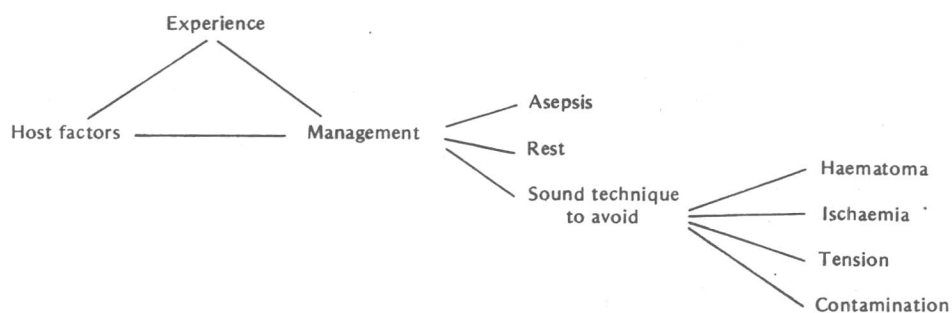 Experience
Host factors
Management
Asepsis
Rest
Sound technique
to avoid
Haematoma
Ischaemia
Tension
Contamination